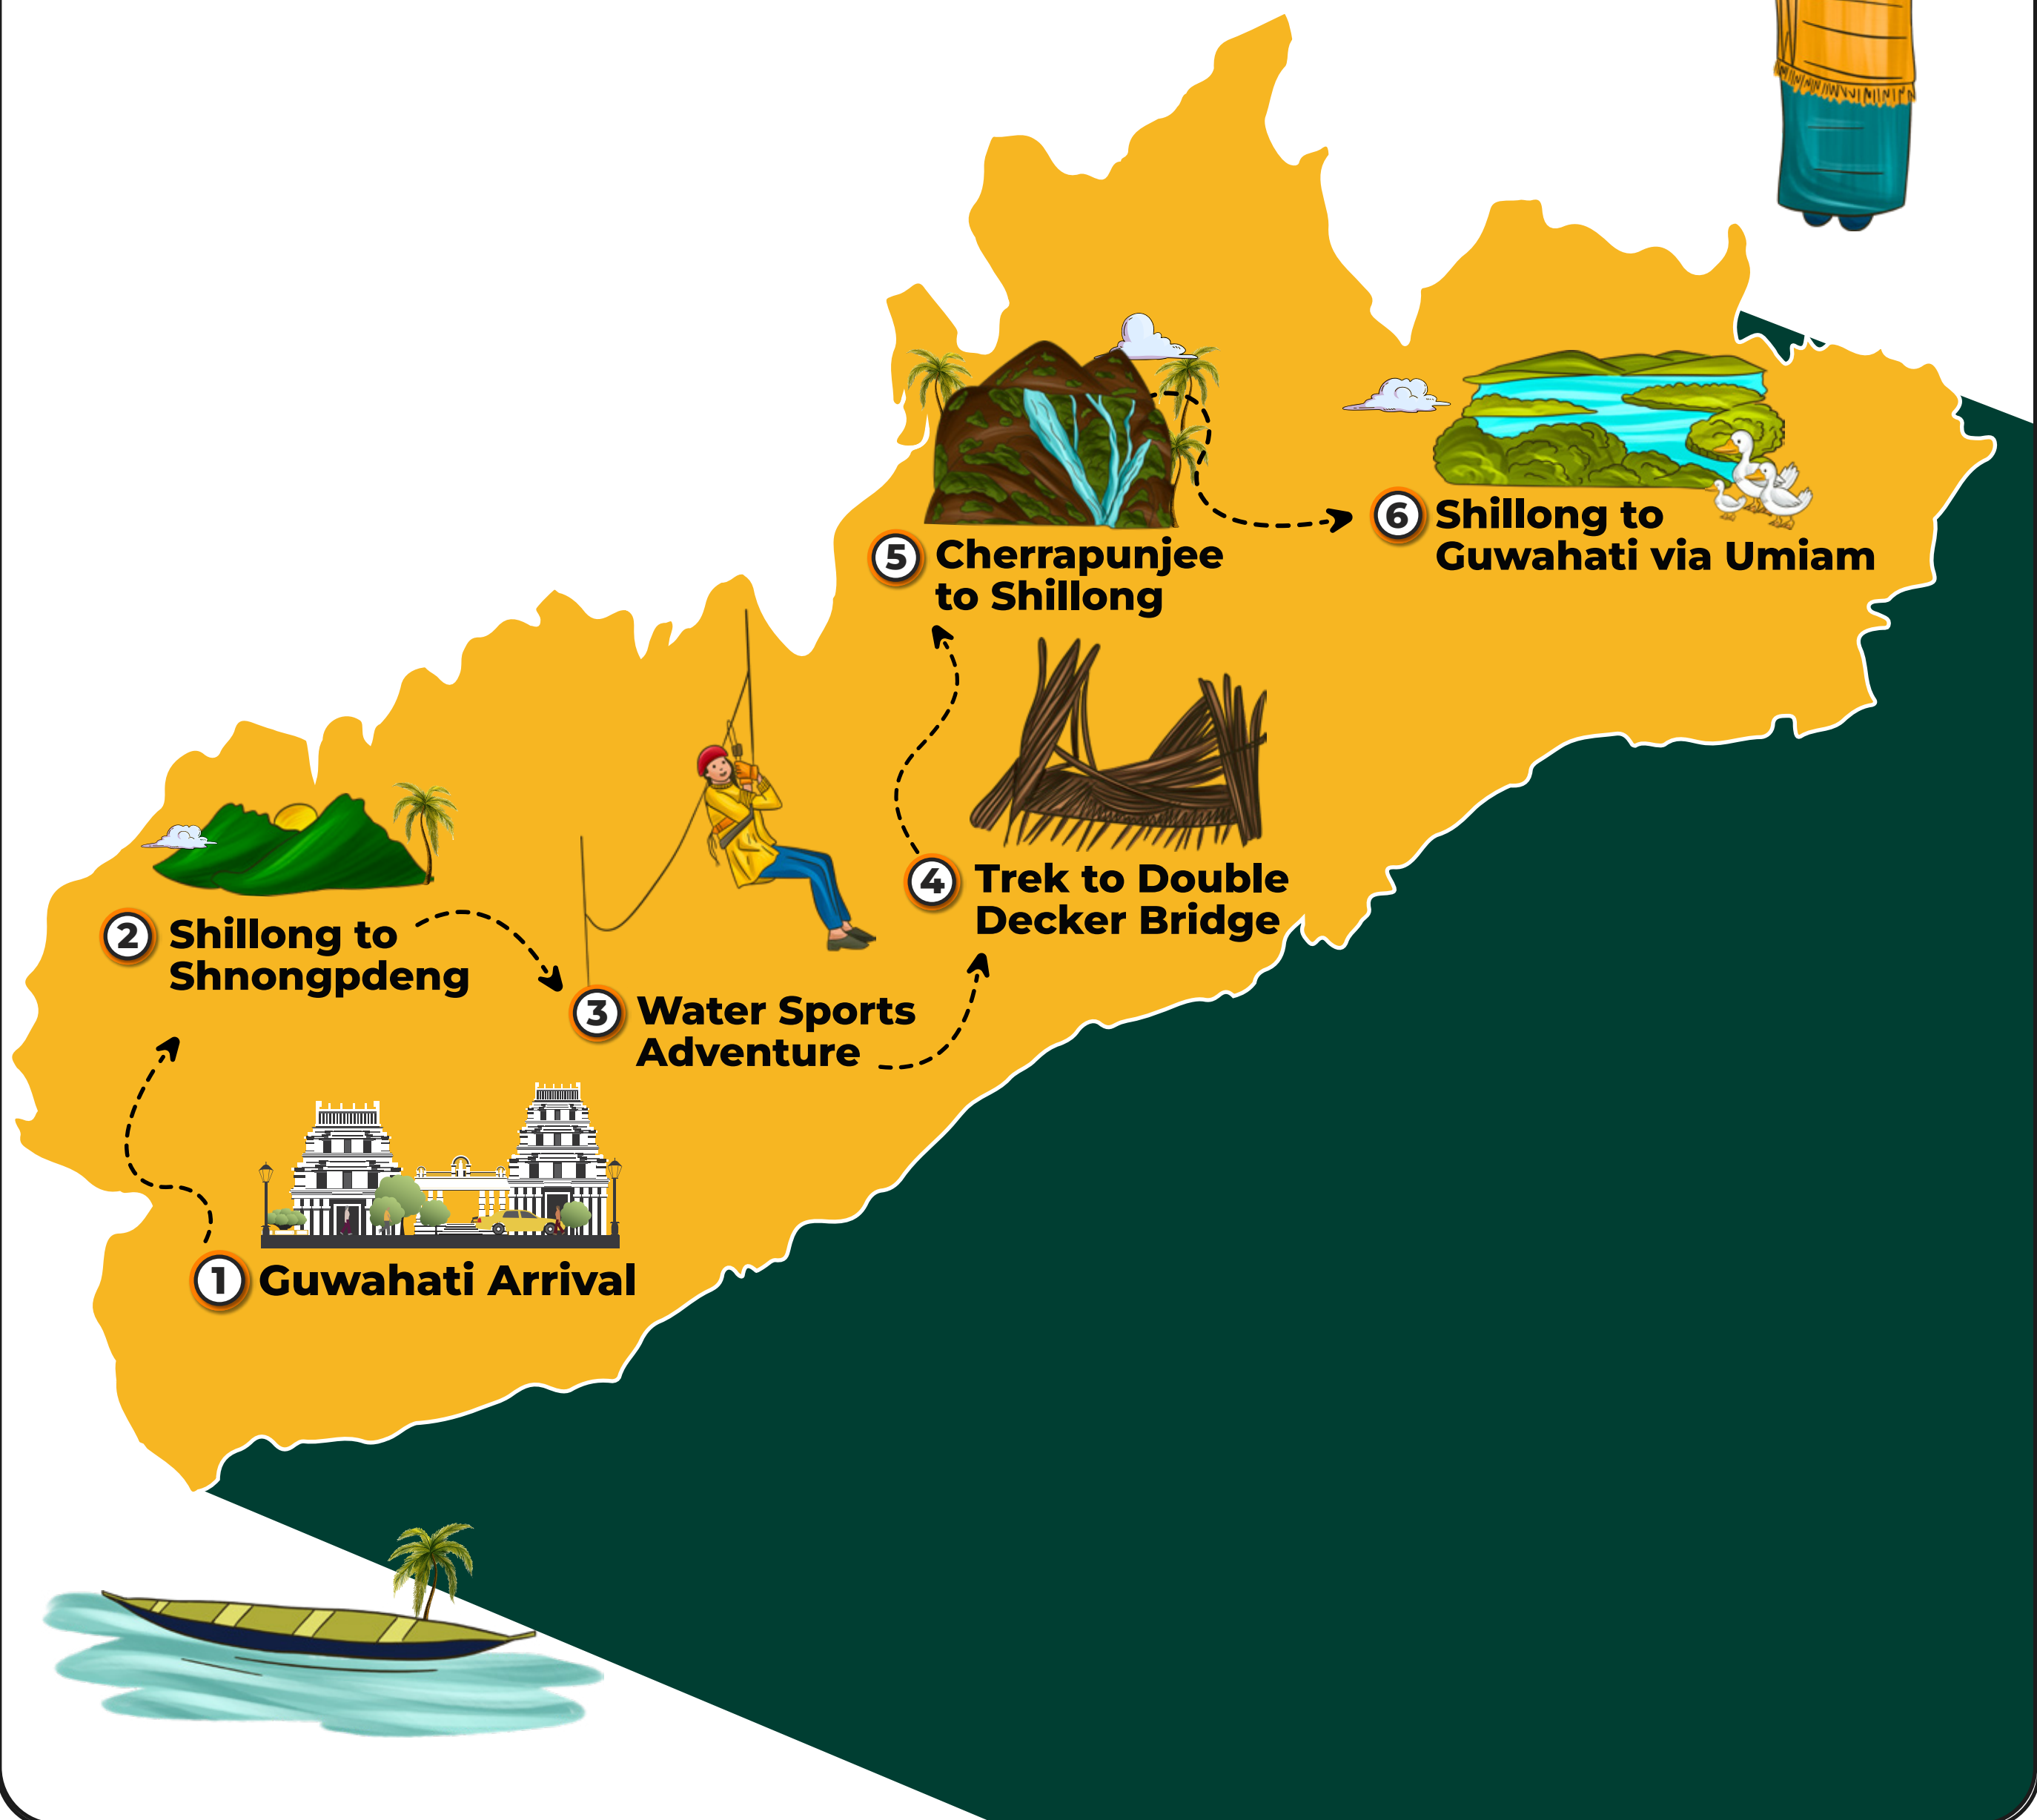 1 Guwahati Arrival
2 Shillong to
Shnongpdeng
3 Water Sports
Adventure
4 Trek to Double
Decker Bridge
5 Cherrapunjee
to Shillong
6 Shillong to
Guwahati via Umiam